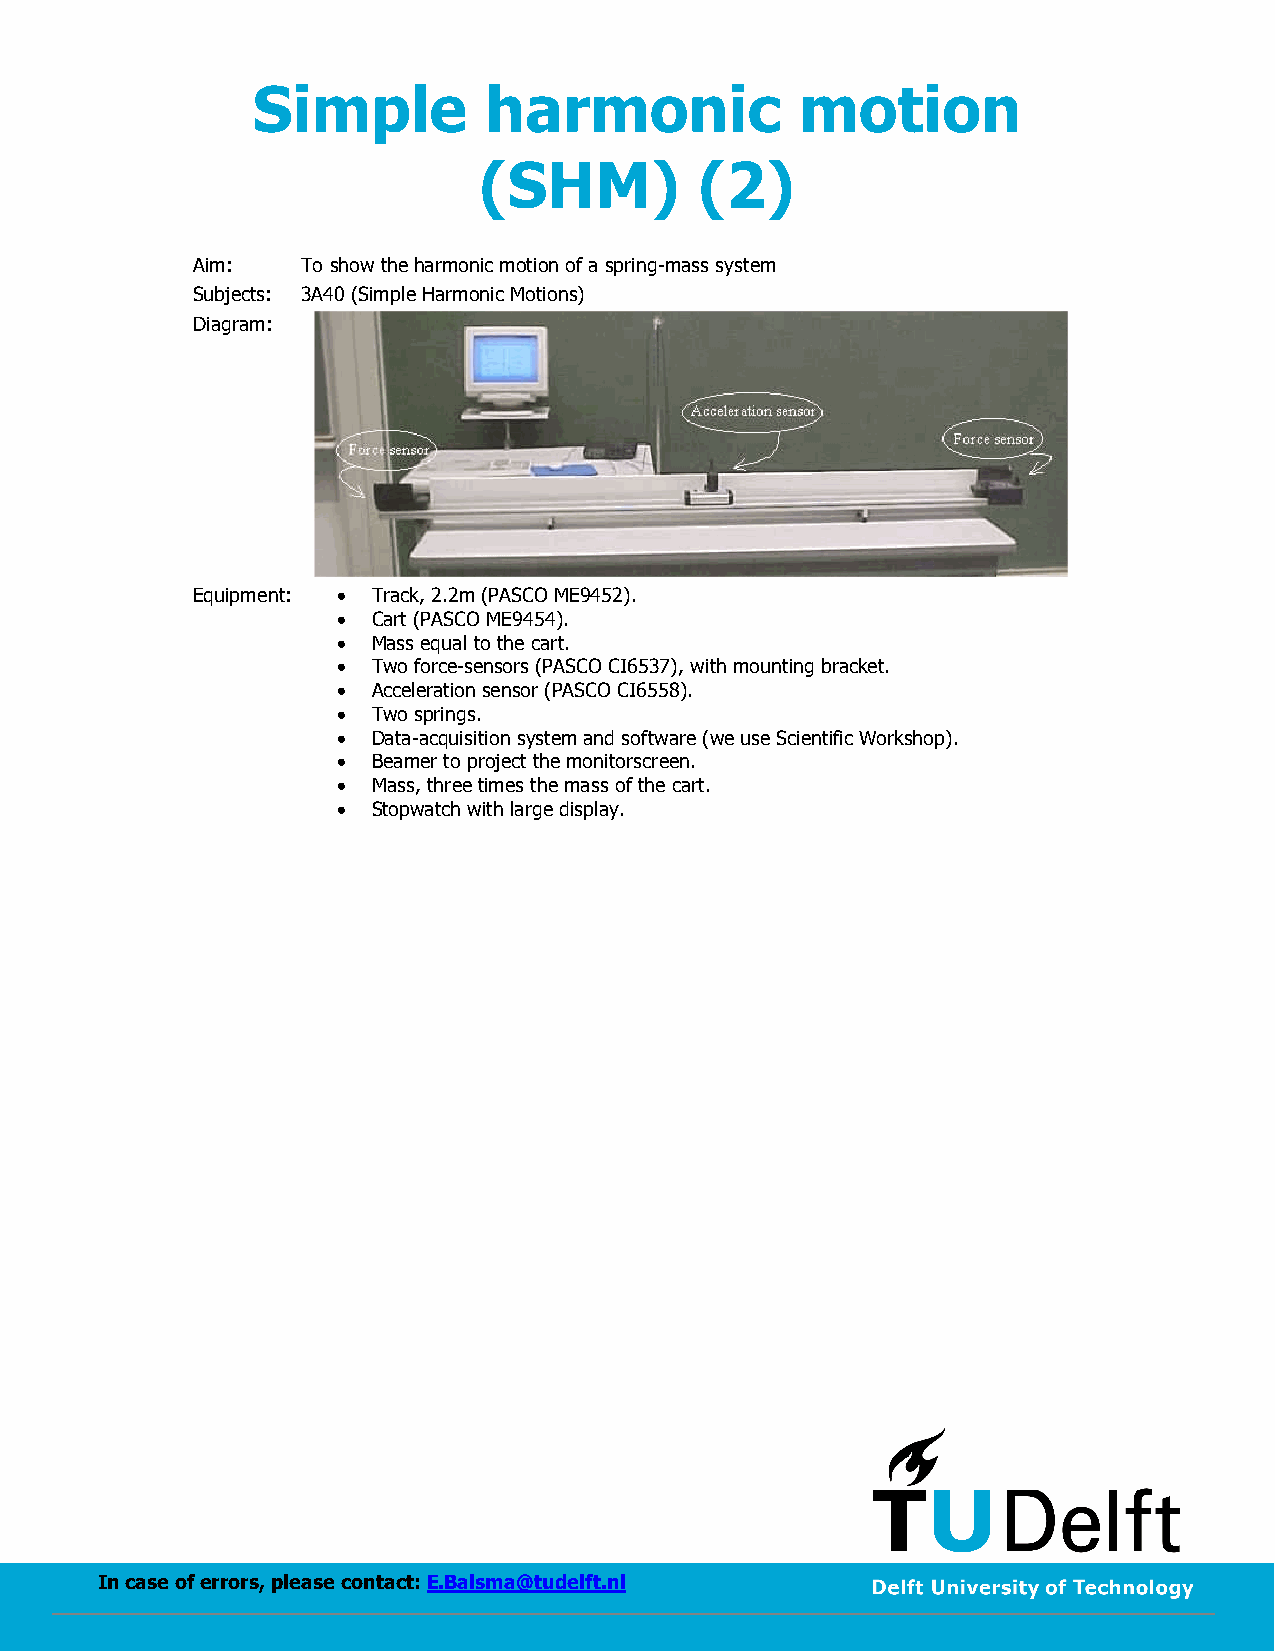 Simple harmonic motion
(SHM) (2)
Aim: To show the harmonic motion of a spring-mass system
Subjects: 3A40 (Simple Harmonic Motions)
Diagram:
Acceleration sensor
Force sensor
Force sensor
Equipment: • Track, 2.2m (PASCO ME9452).
• Cart (PASCO ME9454).
• Mass equal to the cart.
• Two force-sensors (PASCO CI6537), with mounting bracket.
• Acceleration sensor (PASCO CI6558).
• Two springs.
• Data-acquisition system and software (we use Scientific Workshop).
• Beamer to project the monitorscreen.
• Mass, three times the mass of the cart.
• Stopwatch with large display.
TUDelft
In case of errors, please contact: E.Balsma@tudelft.nl
Delft University of Technology